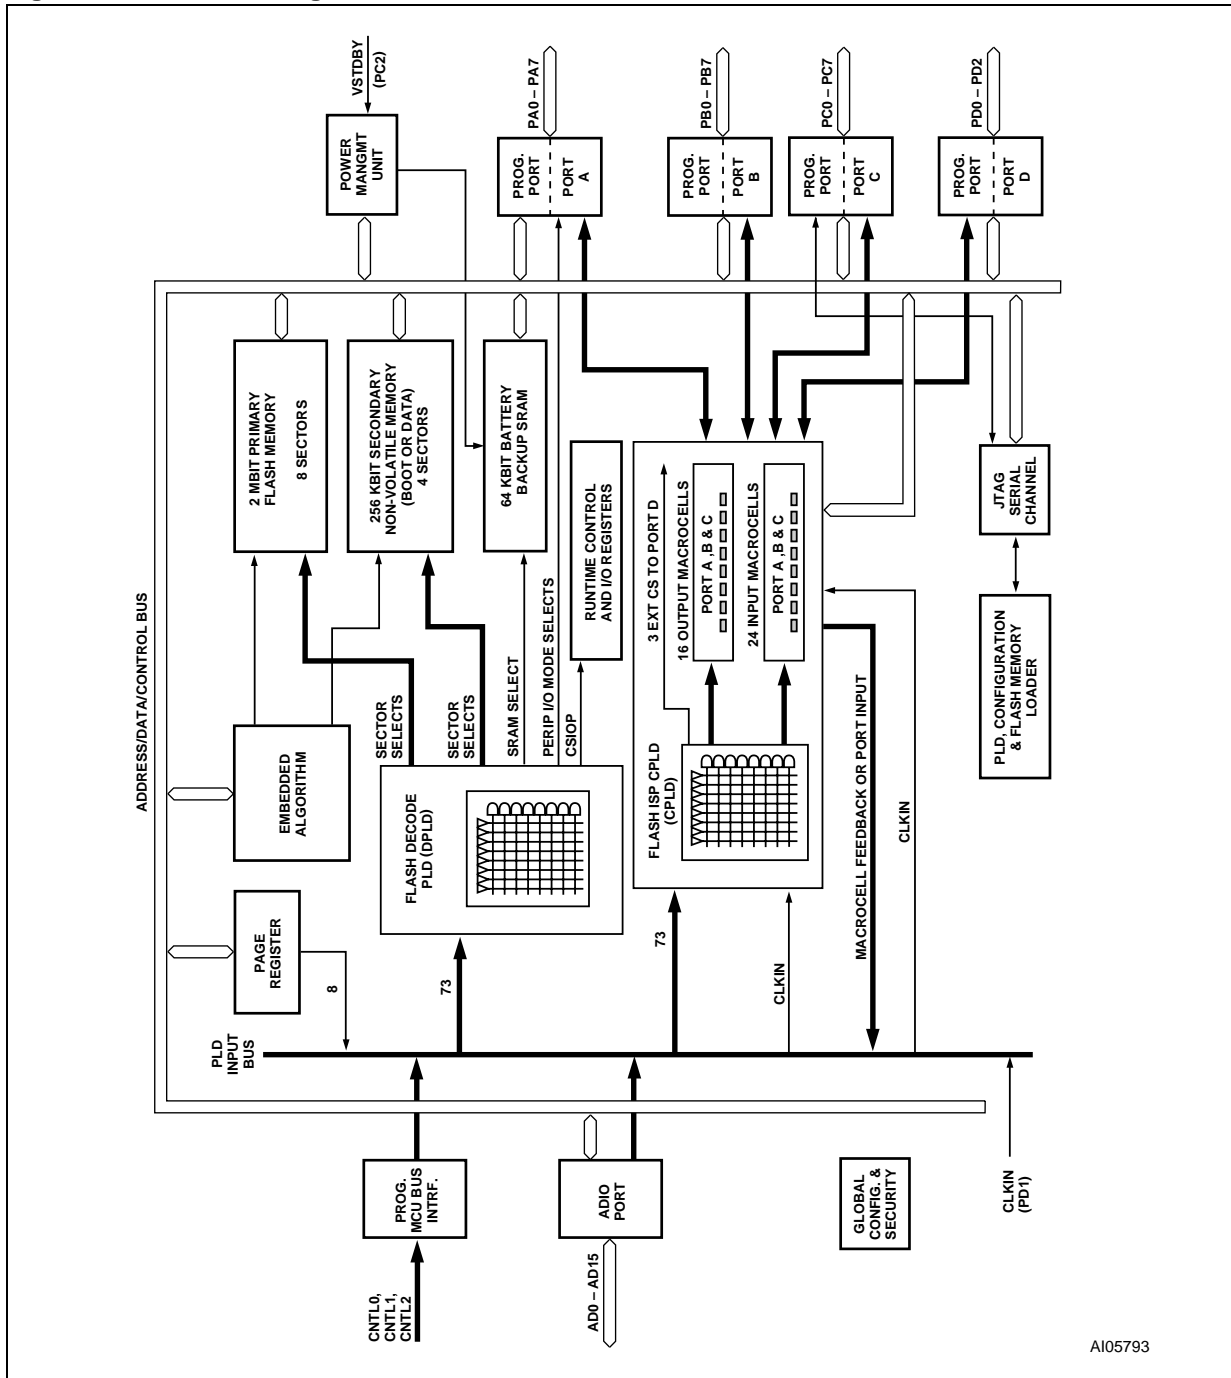 ADDRESS/DATA/CONTROL BUS
CNTL0,
CNTL1,
CNTL2
PROG.
MCU BUS
INTRF.
PLD
INPUT
BUS
PAGE
REGISTER
8
EMBEDDED
ALGORITHM
2 MBIT PRIMARY
FLASH MEMORY
8 SECTORS
POWER
MANGMT
UNIT
VSTDBY
(PC2)
256 KBIT SECONDARY
NON-VOLATILE MEMORY
(BOOT OR DATA)
4 SECTORS
SECTOR
SELECTS
SECTOR
SELECTS
FLASH DECODE
PLD (DPLD)
73
64 KBIT BATTERY
BACKUP SRAM
SRAM SELECT
PERIP I/O MODE SELECTS
CSIOP
RUNTIME CONTROL
AND I/O REGISTERS
PROG.
PORT
PORT
A
PA0 – PA7
AD0 – AD15
ADIO
PORT
73
FLASH ISP CPLD
(CPLD)
3 EXT CS TO PORT D
16 OUTPUT MACROCELLS
PORT A ,B & C
24 INPUT MACROCELLS
PORT A ,B & C
PROG.
PORT
PORT
B
PB0 – PB7
CLKIN
PROG.
PORT
PORT
C
PC0 – PC7
MACROCELL FEEDBACK OR PORT INPUT
CLKIN
PROG.
PORT
PORT
D
PD0 – PD2
GLOBAL
CONFIG. &
SECURITY
CLKIN
(PD1)
PLD, CONFIGURATION
& FLASH MEMORY
LOADER
JTAG
SERIAL
CHANNEL
AI05793